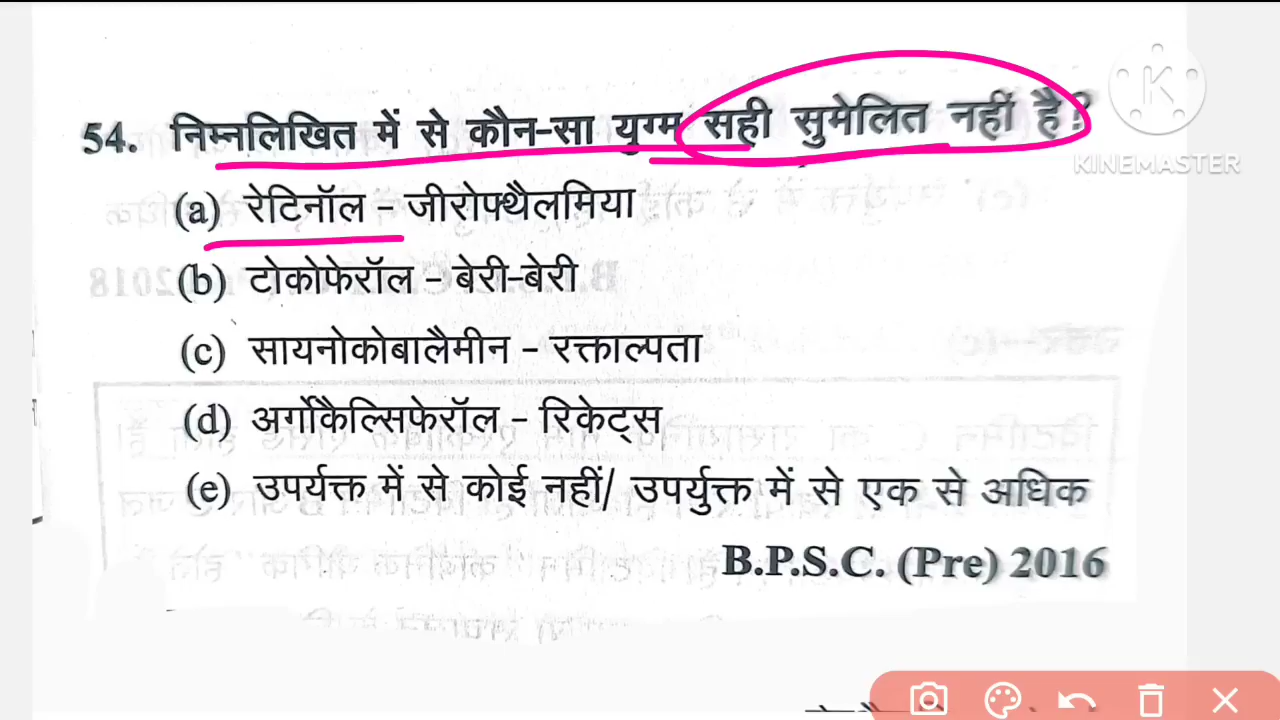 54. निम्नलिखित में से कौन-सा युग्म सही सुमेलित नहीं है?
(a) रेटिनॉल - जीरोफ्थैलमिया
(b) टोकोफेरॉल - बेरी-बेरी
(c) सायनोकोबालैमीन - रक्ताल्पता
(d) अर्गोकैल्सिफेरॉल - रिकेट्स
(e) उपर्यक्त में से कोई नहीं/ उपर्युक्त में से एक से अधिक
B.P.S.C. (Pre) 2016
K
KINEMASTER